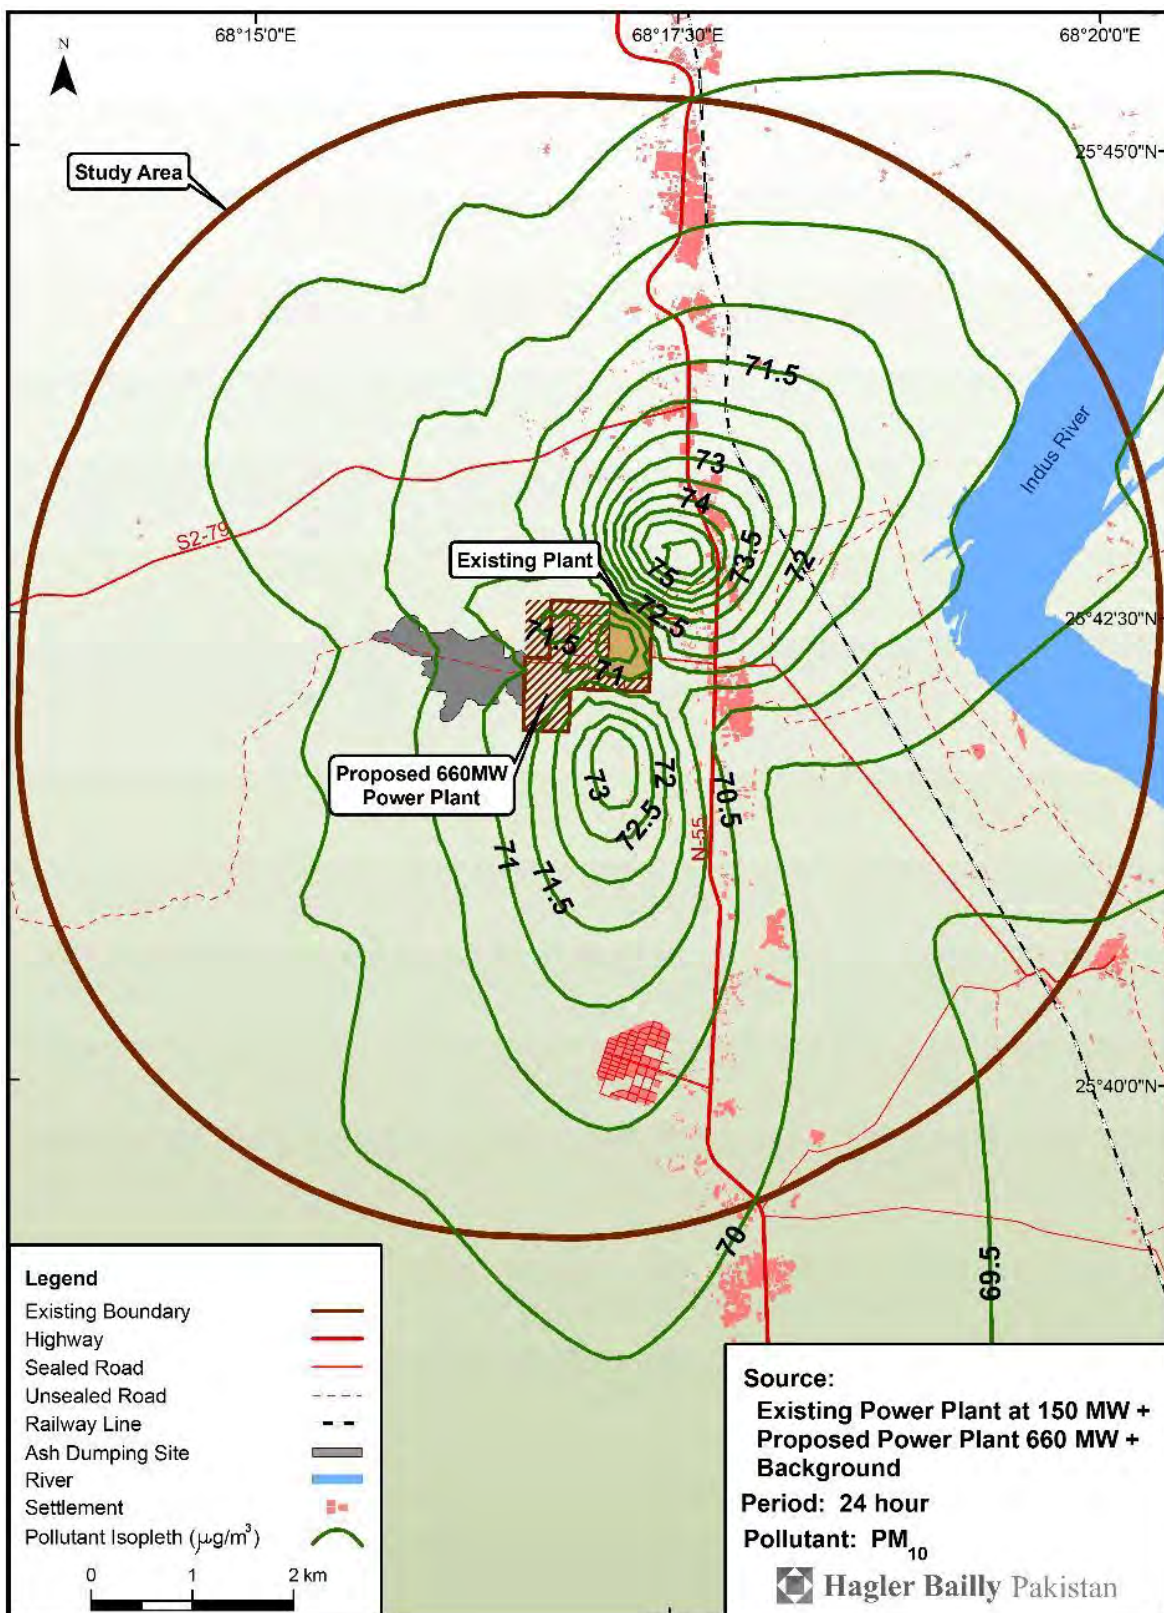 N
68°15'0"E
68°17'30"E
68°20'0"E
25°45'0"N
Study Area
71.5
Indus River
73
74
S2-79
73.5
72
75
Existing Plant
72.5
25°42'30"N
71.5
71
Proposed 660MW
Power Plant
73
72
70.5
72.5
N-55
71
71.5
25°40'0"N
70
69.5
Legend
Existing Boundary
Highway
Sealed Road
Unsealed Road
Railway Line
Ash Dumping Site
River
Settlement
Pollutant Isopleth (µg/m³)
0 1 2 km
Source:
Existing Power Plant at 150 MW +
Proposed Power Plant 660 MW +
Background
Period: 24 hour
Pollutant: PM₁₀
Hagler Bailly Pakistan